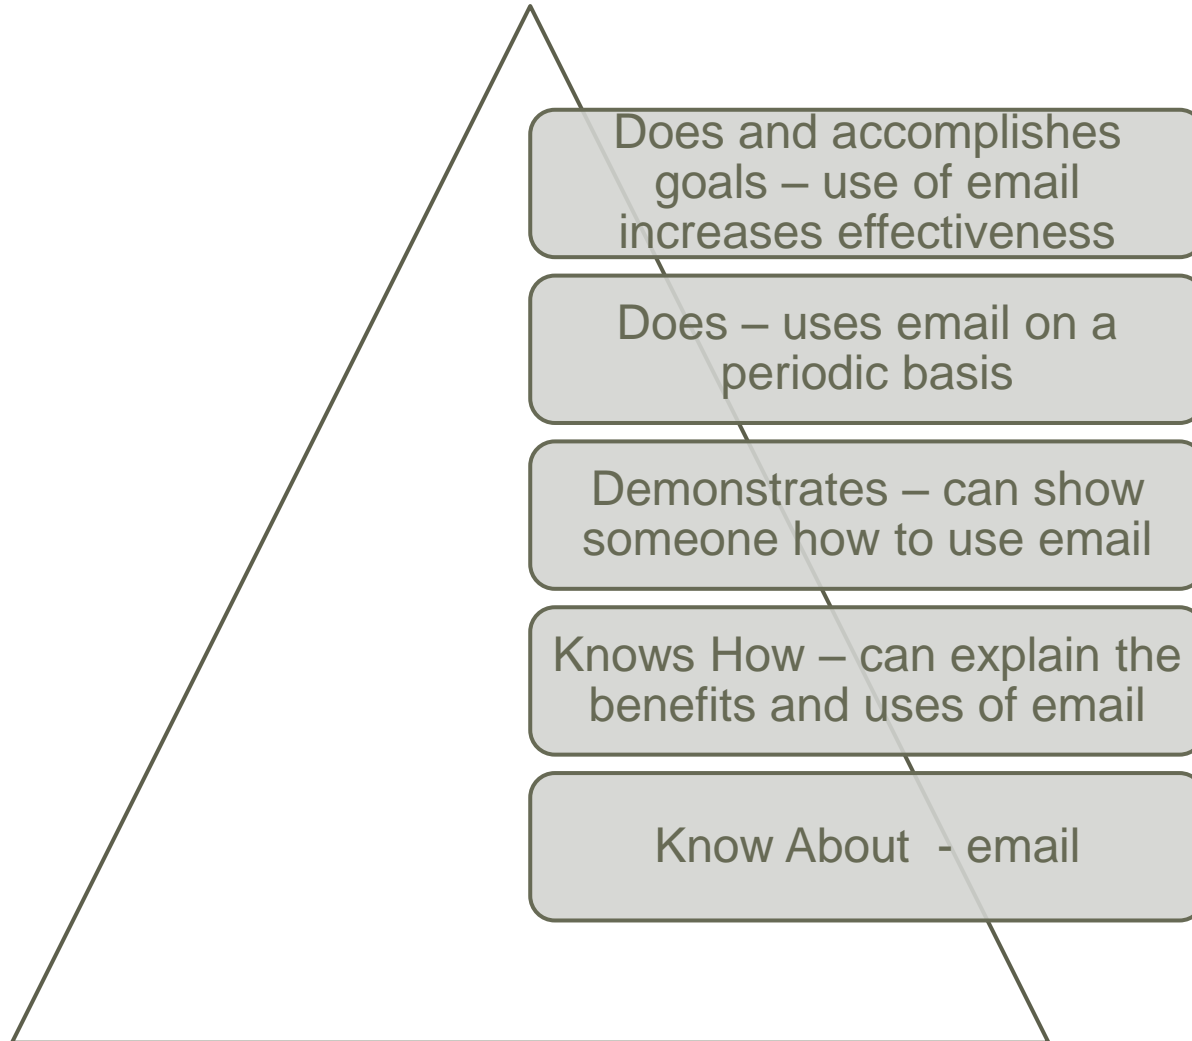 Does and accomplishes
goals – use of email
increases effectiveness
Does – uses email on a
periodic basis
Demonstrates – can show
someone how to use email
Knows How – can explain the
benefits and uses of email
Know About  - email